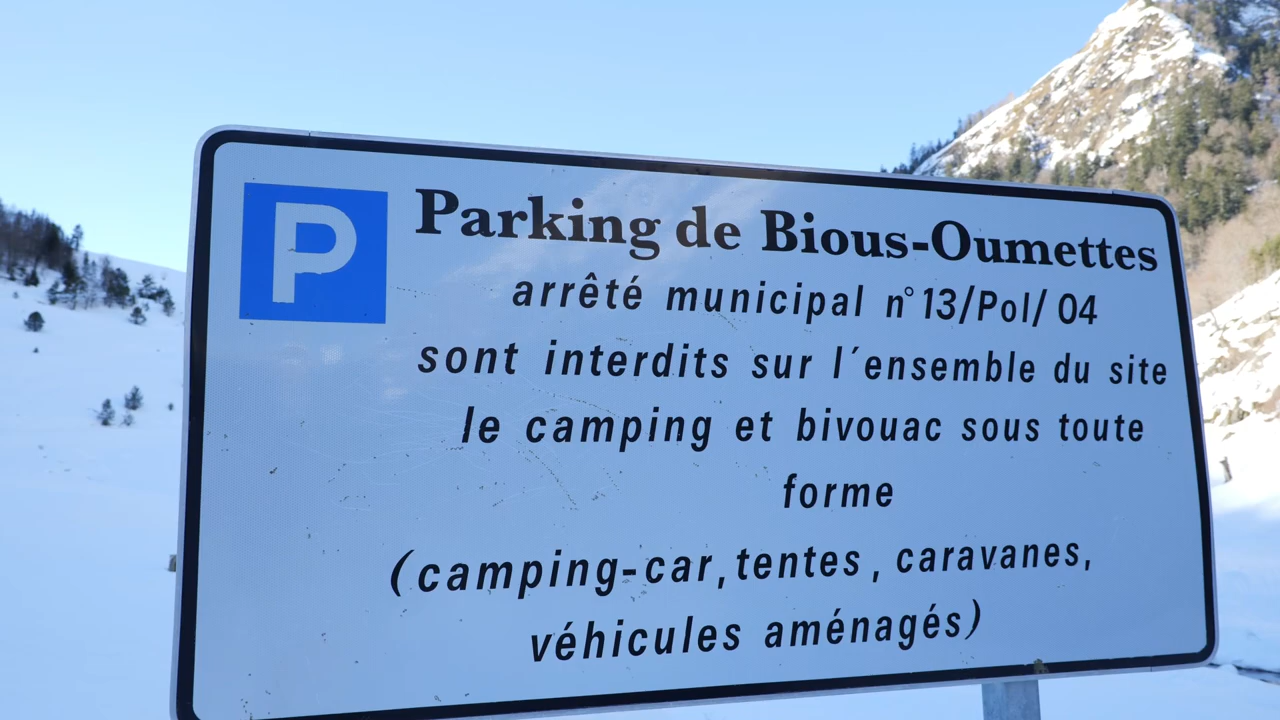 P
Parking de Bious-Oumettes
arrêté municipal n° 13/Pol/ 04
sont interdits sur l´ensemble du site
le camping et bivouac sous toute
forme
(camping-car, tentes, caravanes,
véhicules aménagés)